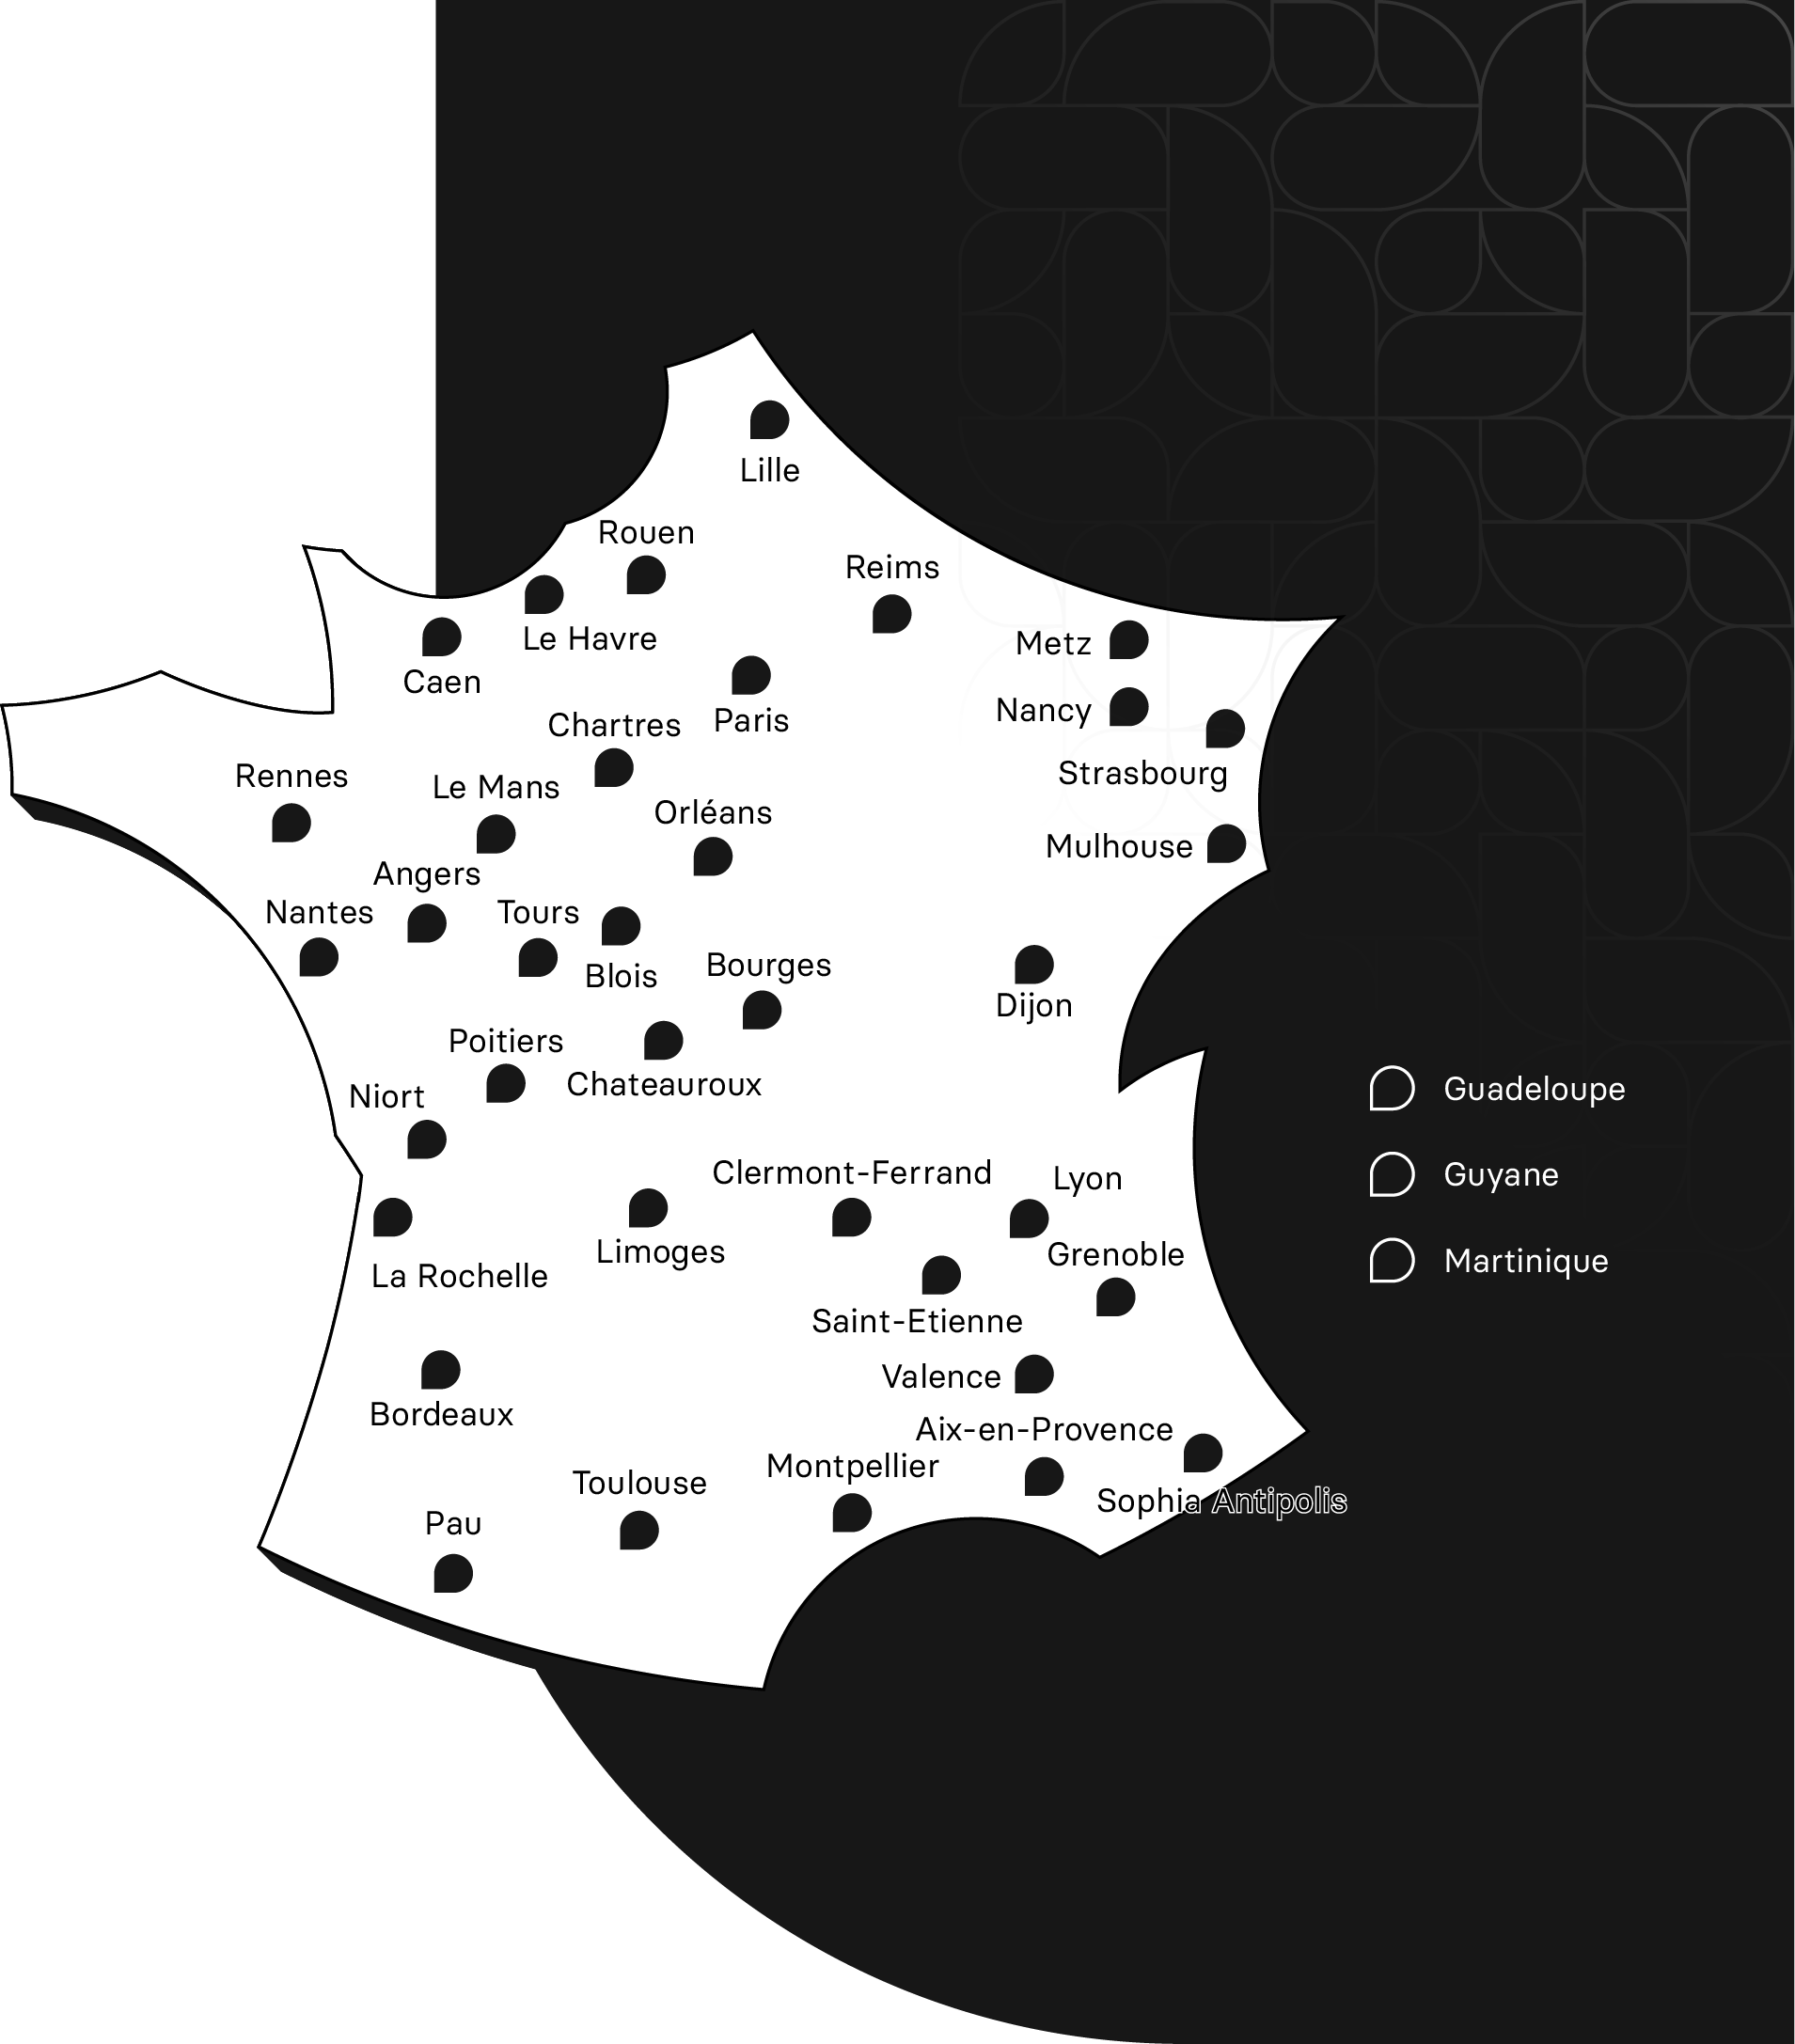 Lille
Rouen
Reims
Le Havre
Metz
Caen
Nancy
Paris
Chartres
Strasbourg
Rennes
Le Mans
Orléans
Mulhouse
Angers
Nantes
Tours
Blois
Bourges
Dijon
Poitiers
Chateauroux
Niort
Guadeloupe
Clermont-Ferrand
Lyon
Guyane
Limoges
Grenoble
Martinique
La Rochelle
Saint-Etienne
Valence
Bordeaux
Aix-en-Provence
Montpellier
Toulouse
Sophia Antipolis
Pau